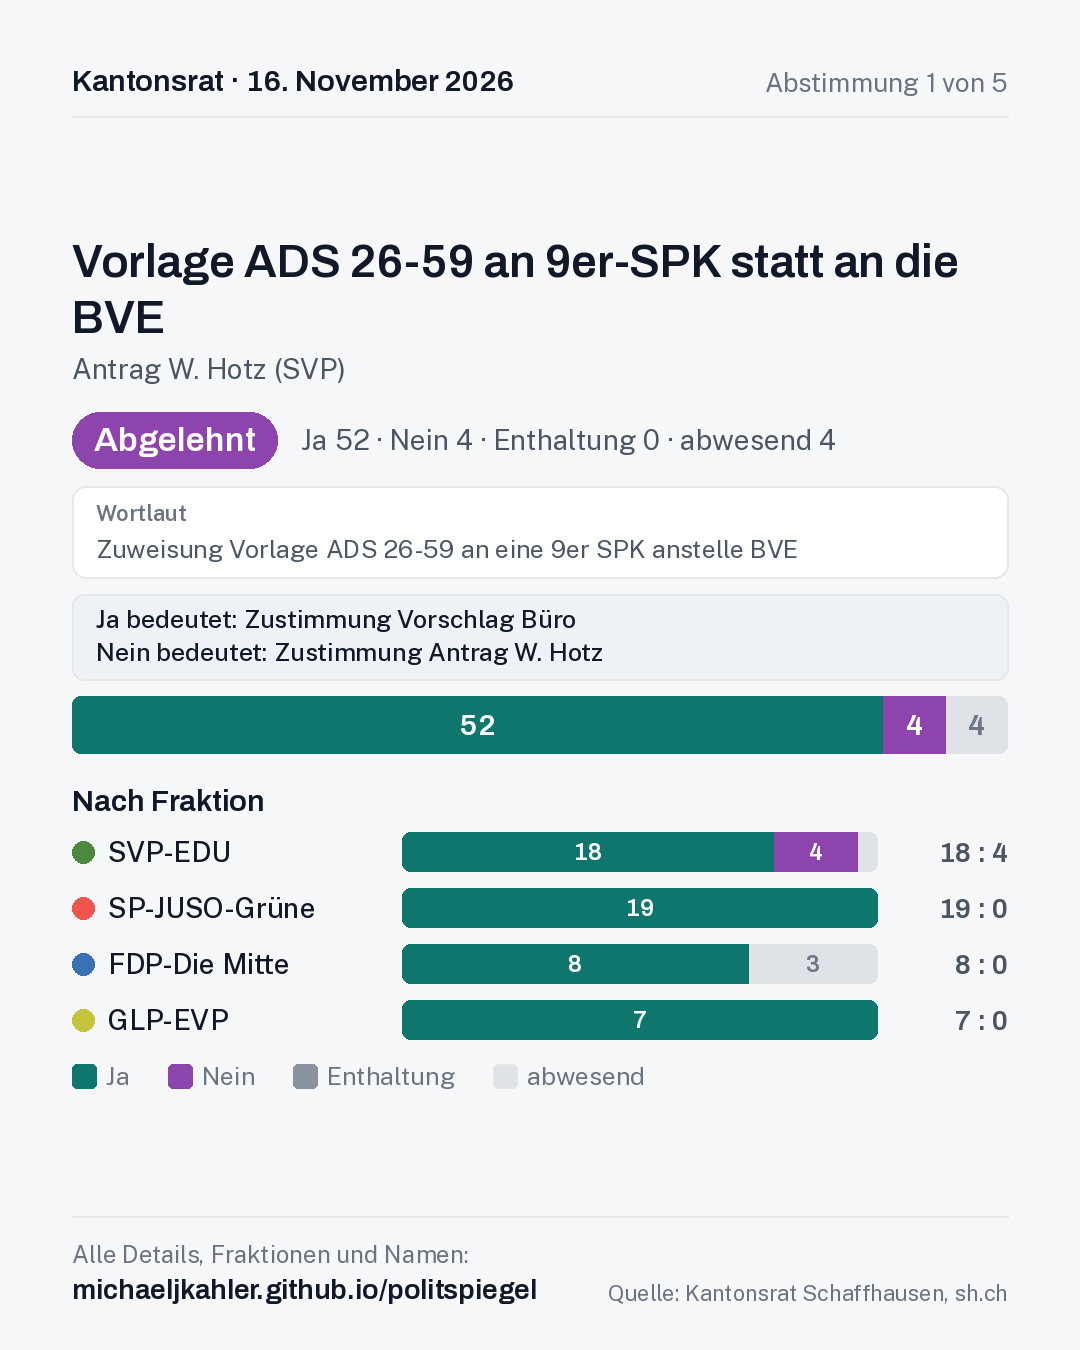 Kantonsrat · 16. November 2026
Abstimmung 1 von 5
Vorlage ADS 26-59 an 9er-SPK statt an die
BVE
Antrag W. Hotz (SVP)
Abgelehnt
Ja 52 · Nein 4 · Enthaltung 0 · abwesend 4
Wortlaut
Zuweisung Vorlage ADS 26-59 an eine 9er SPK anstelle BVE
Ja bedeutet: Zustimmung Vorschlag Büro
Nein bedeutet: Zustimmung Antrag W. Hotz
52 4 4
Nach Fraktion
SVP-EDU 18 4 18 : 4
SP-JUSO-Grüne 19 19 : 0
FDP-Die Mitte 8 3 8 : 0
GLP-EVP 7 7 : 0
Ja Nein Enthaltung abwesend
Alle Details, Fraktionen und Namen:
michaeljkahler.github.io/politspiegel
Quelle: Kantonsrat Schaffhausen, sh.ch